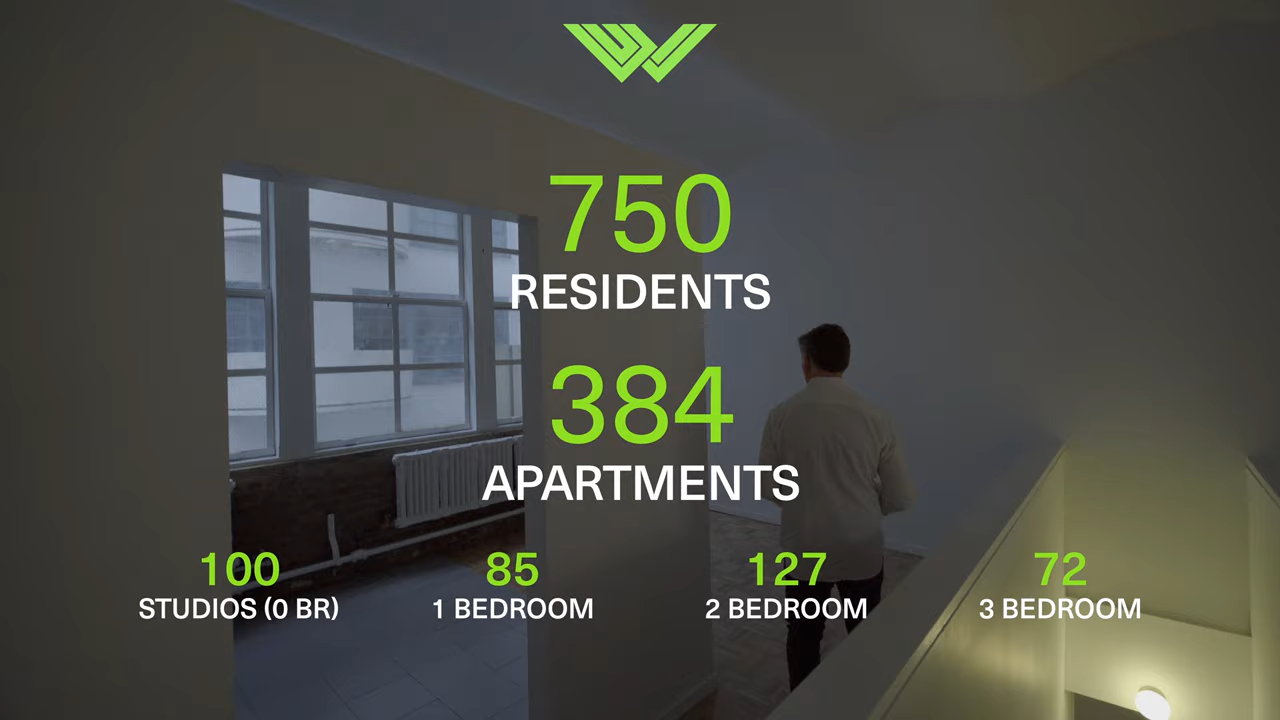 750
RESIDENTS
384
APARTMENTS
100 85 127 72
STUDIOS (0 BR) 1 BEDROOM 2 BEDROOM 3 BEDROOM